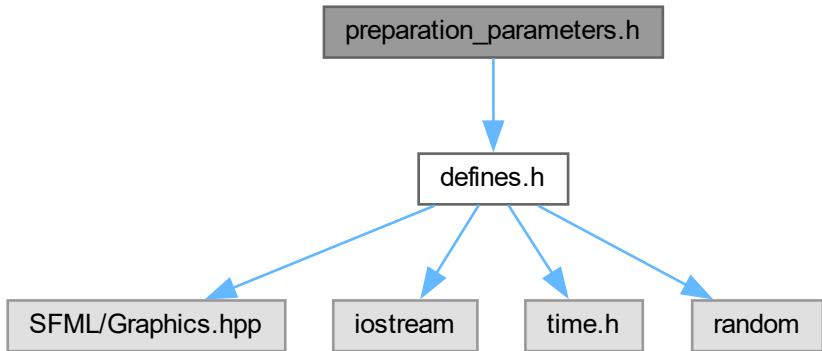 preparation_parameters.h
defines.h
SFML/Graphics.hpp
iostream
time.h
random